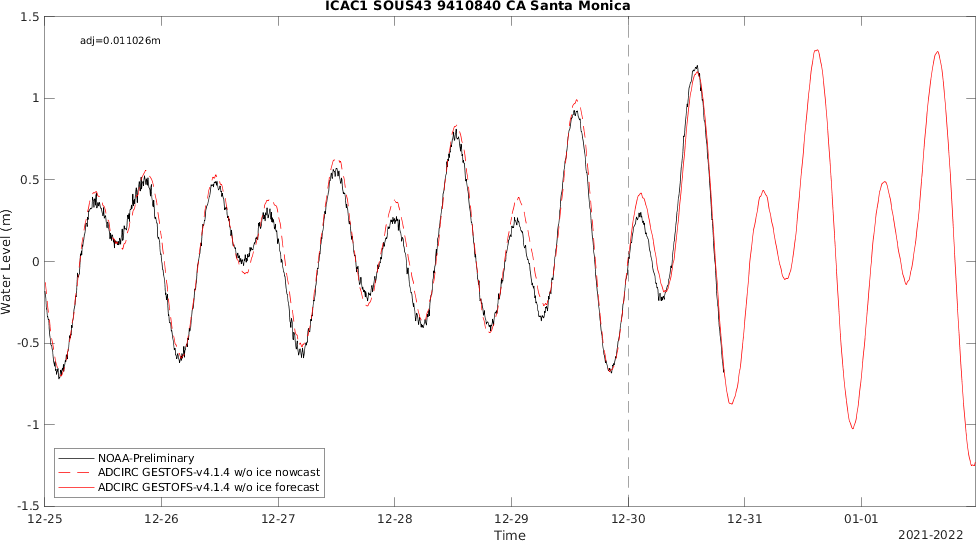 ICAC1 SOUS43 9410840 CA Santa Monica
adj=0.011026m
1.5
1
0.5
0
-0.5
-1
-1.5
Water Level (m)
NOAA-Preliminary
ADCIRC GESTOFS-v4.1.4 w/o ice nowcast
ADCIRC GESTOFS-v4.1.4 w/o ice forecast
12-25 12-26 12-27 12-28 12-29 12-30 12-31 01-01
Time
2021-2022